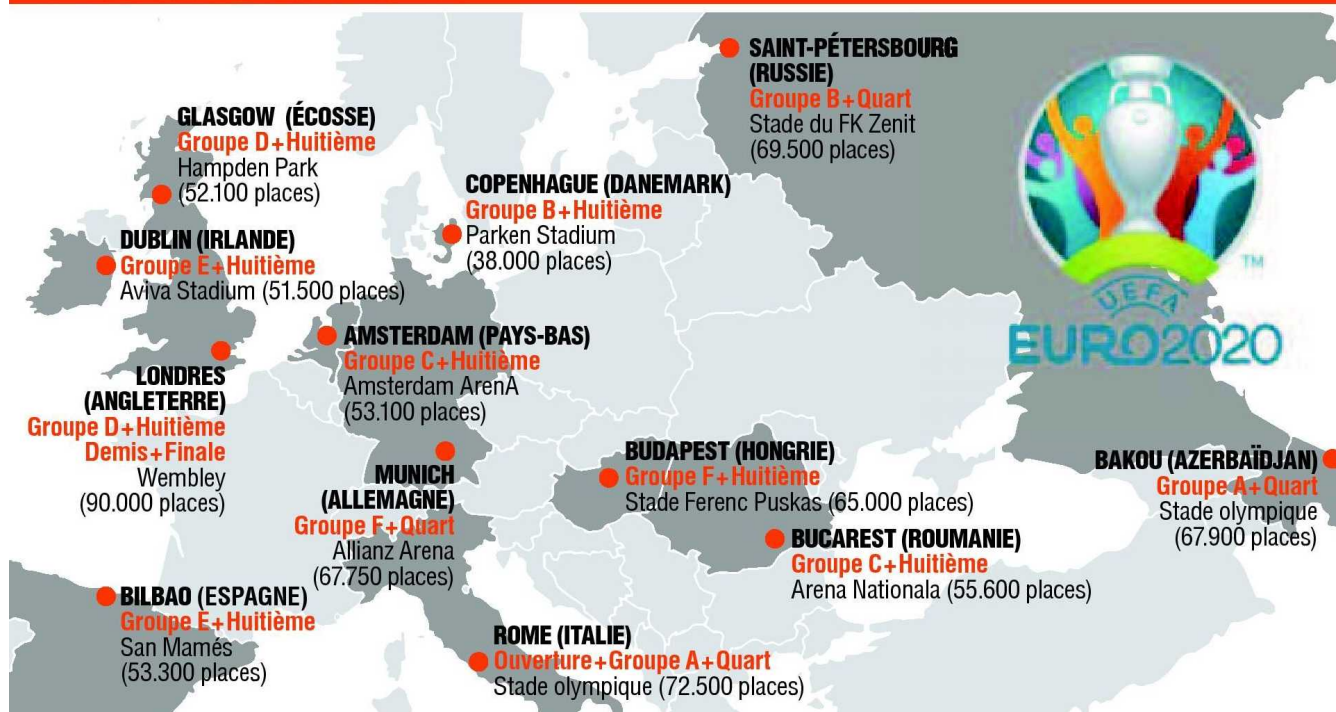 SAINT-PÉTERSBOURG
(RUSSIE)
Groupe B+Quart
Stade du FK Zenit
(69.500 places)
GLASGOW (ÉCOSSE)
Groupe D+Huitième
Hampden Park
(52.100 places)
COPENHAGUE (DANEMARK)
Groupe B+Huitième
Parken Stadium
(38.000 places)
DUBLIN (IRLANDE)
Groupe E+Huitième
Aviva Stadium (51.500 places)
TM
UEFA
EURO2020
AMSTERDAM (PAYS-BAS)
Groupe C+Huitième
Amsterdam ArenA
(53.100 places)
LONDRES
(ANGLETERRE)
Groupe D+Huitième
Demis+Finale
Wembley
(90.000 places)
MUNICH
(ALLEMAGNE)
Groupe F+Quart
Allianz Arena
(67.750 places)
BUDAPEST (HONGRIE)
Groupe F+Huitième
Stade Ferenc Puskas (65.000 places)
BAKOU (AZERBAÏDJAN)
Groupe A+Quart
Stade olympique
(67.900 places)
BUCAREST (ROUMANIE)
Groupe C+Huitième
Arena Nationala (55.600 places)
BILBAO (ESPAGNE)
Groupe E+Huitième
San Mamés
(53.300 places)
ROME (ITALIE)
Ouverture+Groupe A+Quart
Stade olympique (72.500 places)